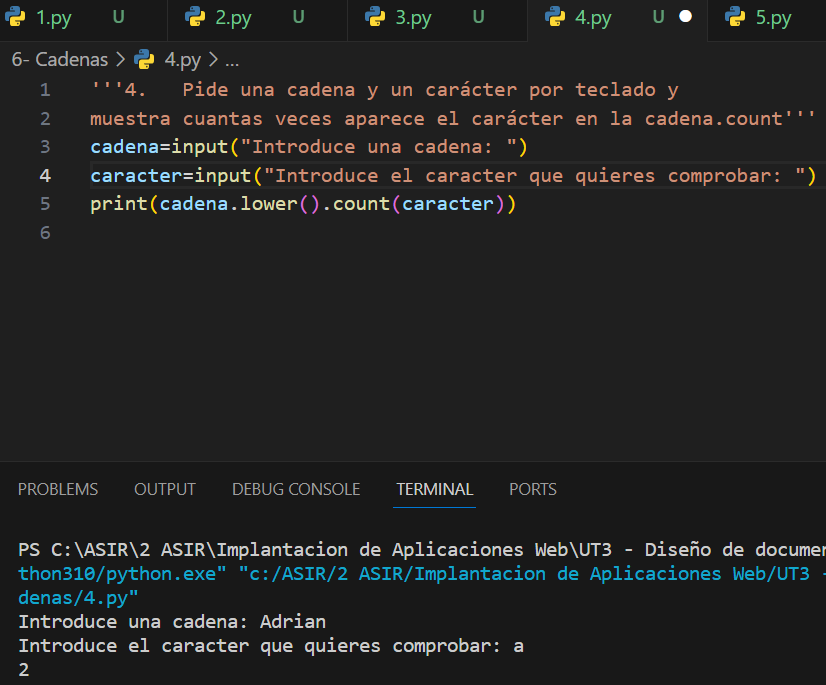 1.py U 2.py U 3.py U 4.py U 5.py
6- Cadenas > 4.py > ...
1 '''4.   Pide una cadena y un carácter por teclado y
2 muestra cuantas veces aparece el carácter en la cadena.count'''
3 cadena=input("Introduce una cadena: ")
4 caracter=input("Introduce el caracter que quieres comprobar: ")
5 print(cadena.lower().count(caracter))
6
PROBLEMS OUTPUT DEBUG CONSOLE TERMINAL PORTS
PS C:\ASIR\2 ASIR\Implantacion de Aplicaciones Web\UT3 - Diseño de documen
thon310/python.exe" "c:/ASIR/2 ASIR/Implantacion de Aplicaciones Web/UT3 -
denas/4.py"
Introduce una cadena: Adrian
Introduce el caracter que quieres comprobar: a
2